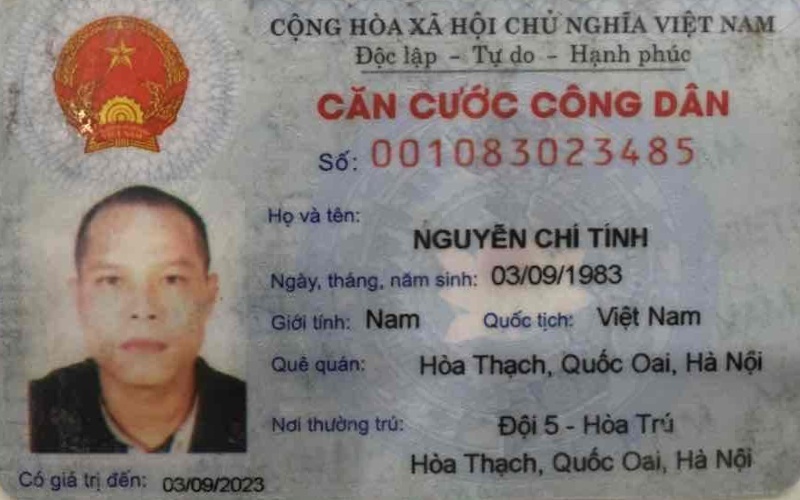 CỘNG HÒA XÃ HỘI CHỦ NGHĨA VIỆT NAM
Độc lập - Tự do - Hạnh phúc
CĂN CƯỚC CÔNG DÂN
Số: 001083023485
Họ và tên:
NGUYỄN CHÍ TÍNH
Ngày, tháng, năm sinh: 03/09/1983
Giới tính: Nam Quốc tịch: Việt Nam
Quê quán: Hòa Thạch, Quốc Oai, Hà Nội
Nơi thường trú: Đội 5 - Hòa Trú
Hòa Thạch, Quốc Oai, Hà Nội
Có giá trị đến: 03/09/2023